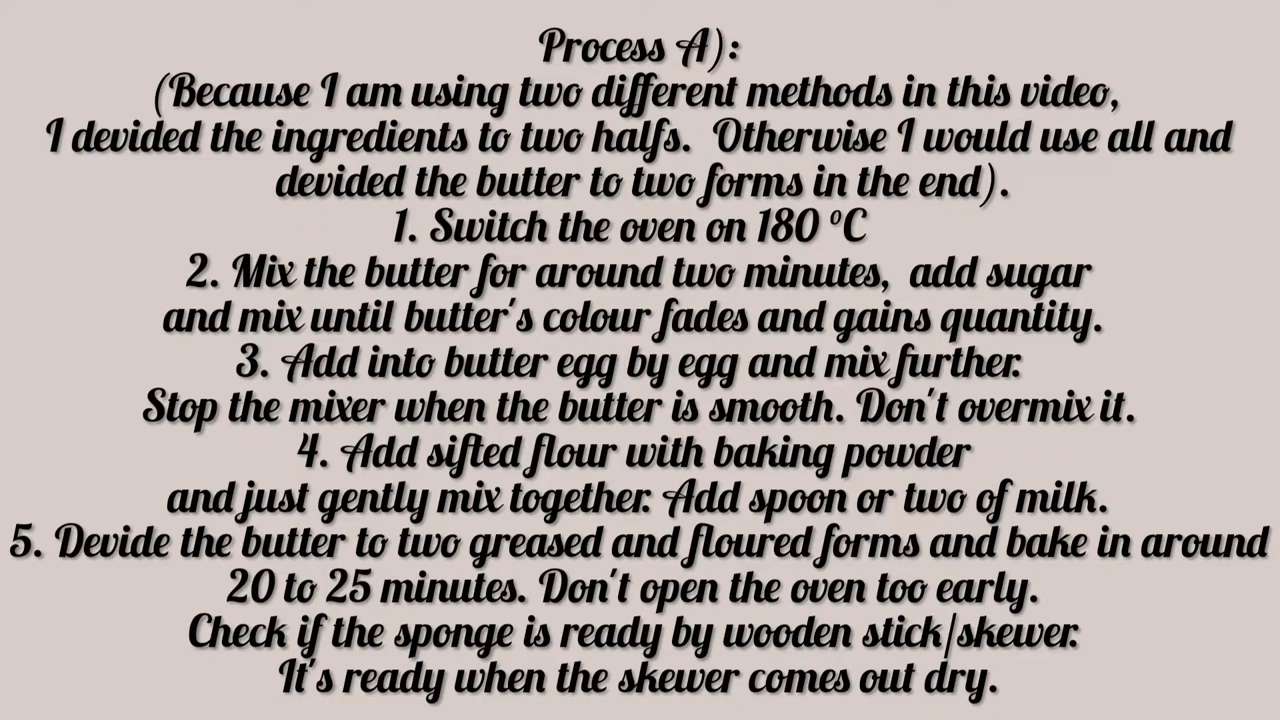 Process A):
(Because I am using two different methods in this video,
I devided the ingredients to two halfs. Otherwise I would use all and
devided the butter to two forms in the end).
1. Switch the oven on 180 ºC
2. Mix the butter for around two minutes, add sugar
and mix until butter's colour fades and gains quantity.
3. Add into butter egg by egg and mix further.
Stop the mixer when the butter is smooth. Don't overmix it.
4. Add sifted flour with baking powder
and just gently mix together. Add spoon or two of milk.
5. Devide the butter to two greased and floured forms and bake in around
20 to 25 minutes. Don't open the oven too early.
Check if the sponge is ready by wooden stick/skewer.
It's ready when the skewer comes out dry.